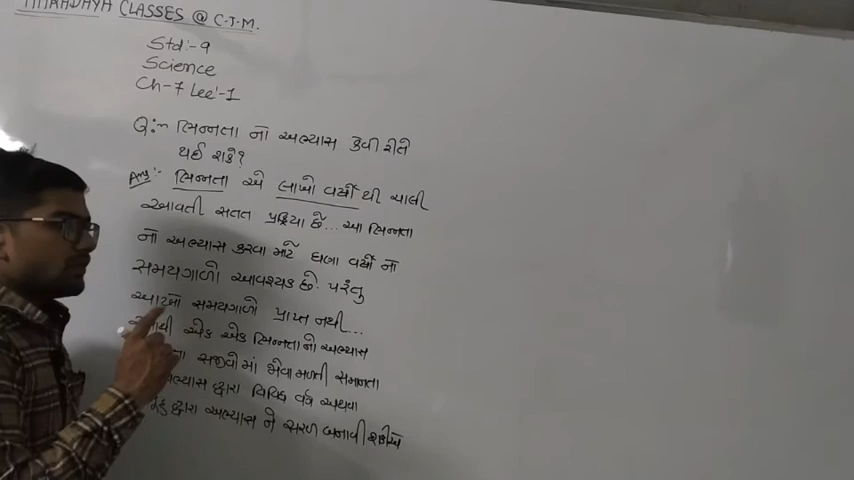 CLASSES @ C.J.M.
Std:-9
Science
Ch-7 Lec'-1
Q:- ભિન્નતા નો અભ્યાસ કેવી રીતે
થઈ શકે?
Ans:- ભિન્નતા એ લાખો વર્ષો થી ચાલી
આવતી સતત પ્રક્રિયા છે... આ ભિન્નતા
નો અભ્યાસ કરવા માટે ઘણા વર્ષો નો
સમયગાળો આવશ્યક છે. પરંતુ
આટલો સમયગાળો પ્રાપ્ત નથી...
એક એક ભિન્નતાનો અભ્યાસ
સજીવોમાં જોવા મળતી સમાનતા
અભ્યાસ દ્વારા વિવિધ વર્ગ અથવા
દ્વારા અભ્યાસ ને સરળ બનાવી શકીએ